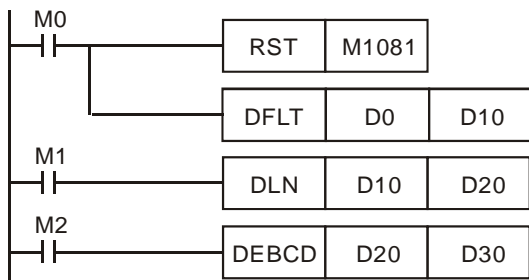 M0
RST M1081
DFLT D0 D10
M1
DLN D10 D20
M2
DEBCD D20 D30